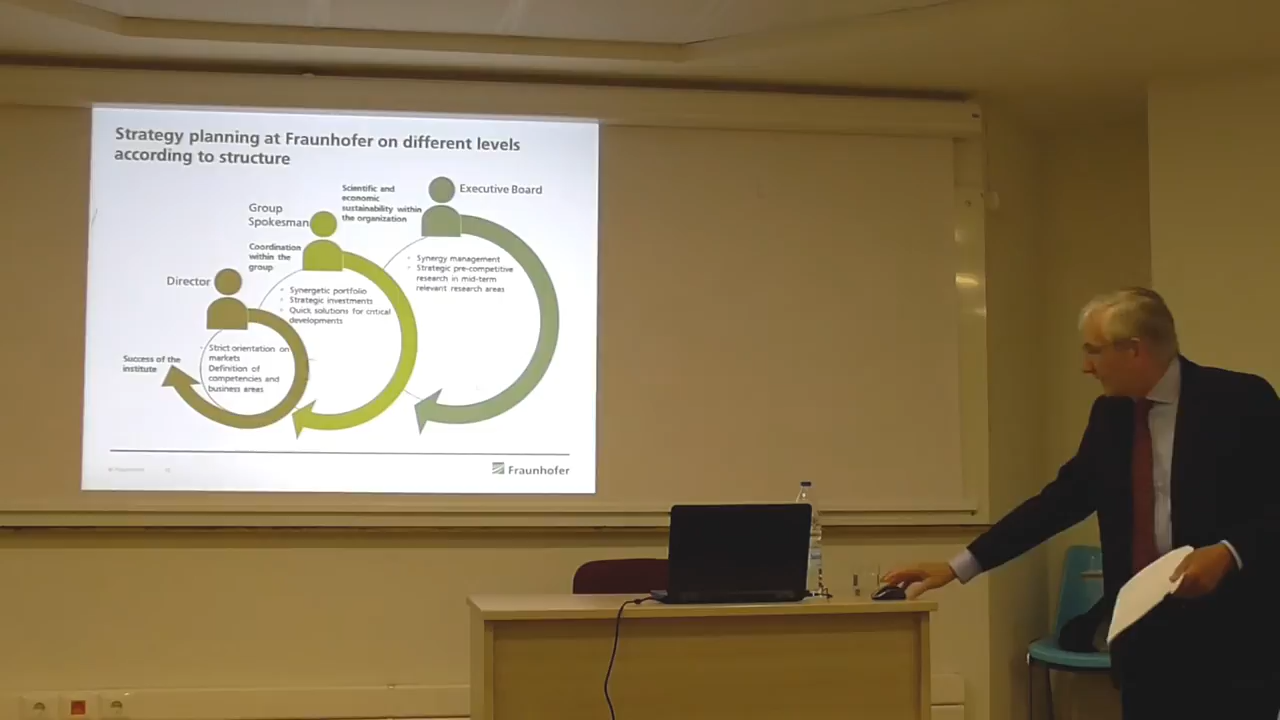 Strategy planning at Fraunhofer on different levels
according to structure
Executive Board
Scientific and
economic
sustainability within
the organization
• Synergy management
• Strategic pre-competitive
research in mid-term
relevant research areas
Group
Spokesman
Coordination
within the
group
• Synergetic portfolio
• Strategic investments
• Quick solutions for critical
developments
Director
• Strict orientation on
markets
Definition of
competencies and
business areas
Success of the
institute
© Fraunhofer
Fraunhofer